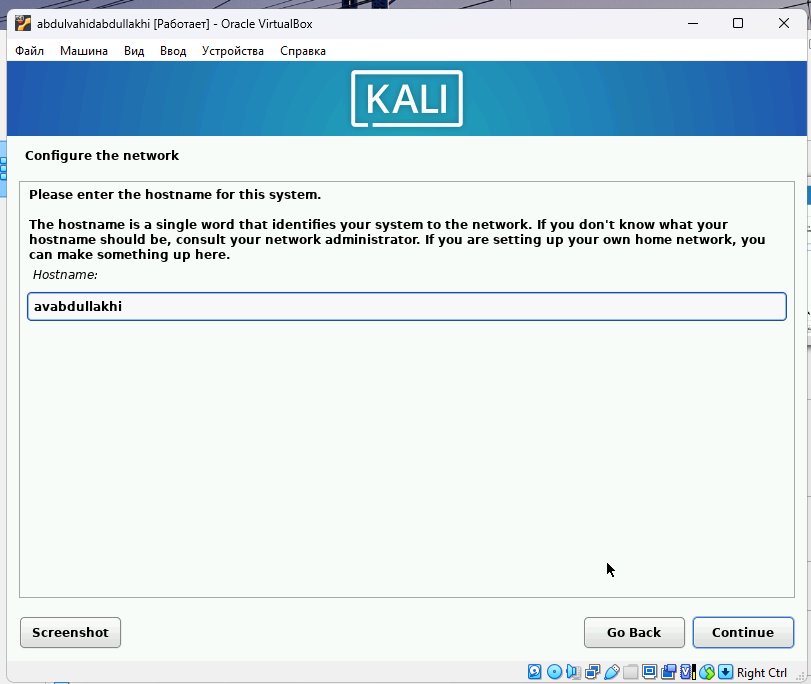 abdulvahidabdullakhi [Работает] - Oracle VirtualBox
Файл Машина Вид Ввод Устройства Справка
KALI
Configure the network
Please enter the hostname for this system.
The hostname is a single word that identifies your system to the network. If you don't know what your
hostname should be, consult your network administrator. If you are setting up your own home network, you
can make something up here.
Hostname:
avabdullakhi
Screenshot Go Back Continue
Right Ctrl